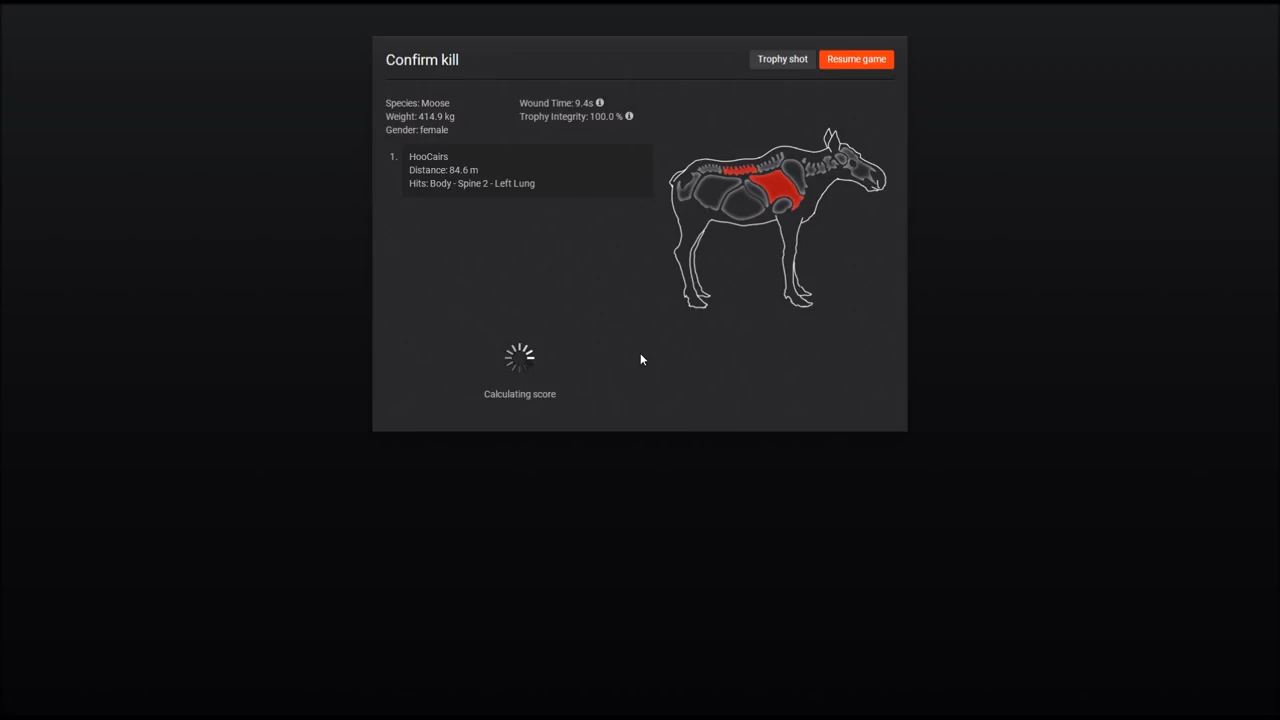 Confirm kill
Trophy shot
Resume game
Species: Moose
Weight: 414.9 kg
Gender: female
Wound Time: 9.4s
Trophy Integrity: 100.0 %
1.
HooCairs
Distance: 84.6 m
Hits: Body - Spine 2 - Left Lung
Calculating score